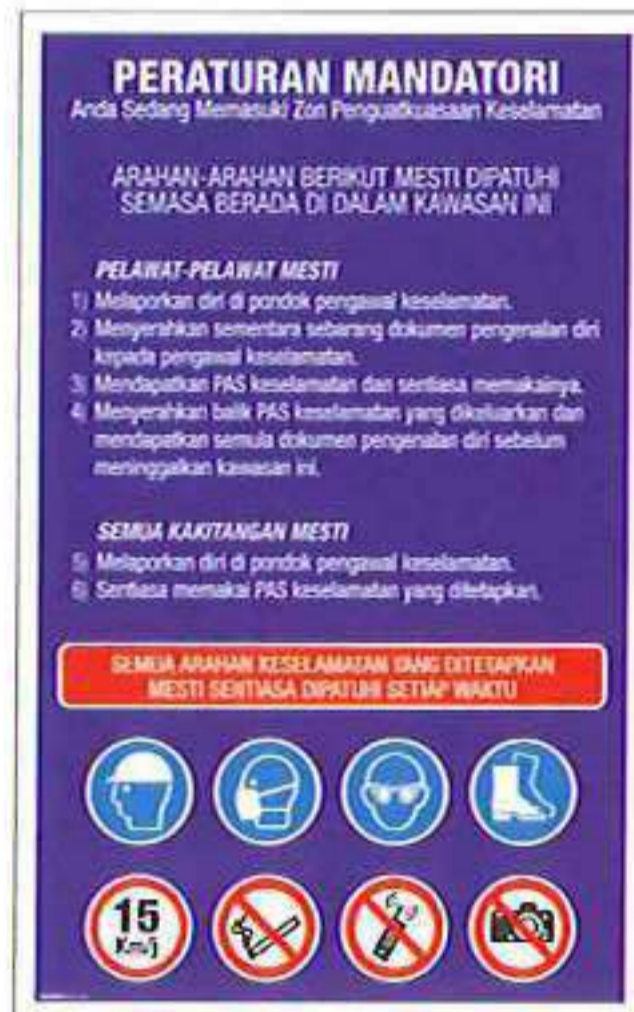 PERATURAN MANDATORI
Anda Sedang Memasuki Zon Penguatkuasaan Keselamatan
ARAHAN-ARAHAN BERIKUT MESTI DIPATUHI
SEMASA BERADA DI DALAM KAWASAN INI
PELAWAT-PELAWAT MESTI
1) Melaporkan diri di pondok pengawal keselamatan.
2) Menyerahkan sementara sebarang dokumen pengenalan diri
kepada pengawal keselamatan.
3) Mendapatkan PAS keselamatan dan sentiasa memakainya.
4) Menyerahkan balik PAS keselamatan yang dikeluarkan dan
mendapatkan semula dokumen pengenalan diri sebelum
meninggalkan kawasan ini.
SEMUA KAKITANGAN MESTI
5) Melaporkan diri di pondok pengawal keselamatan.
6) Sentiasa memakai PAS keselamatan yang ditetapkan.
SEMUA ARAHAN KESELAMATAN YANG DITETAPKAN
MESTI SENTIASA DIPATUHI SETIAP WAKTU
15
Km/j